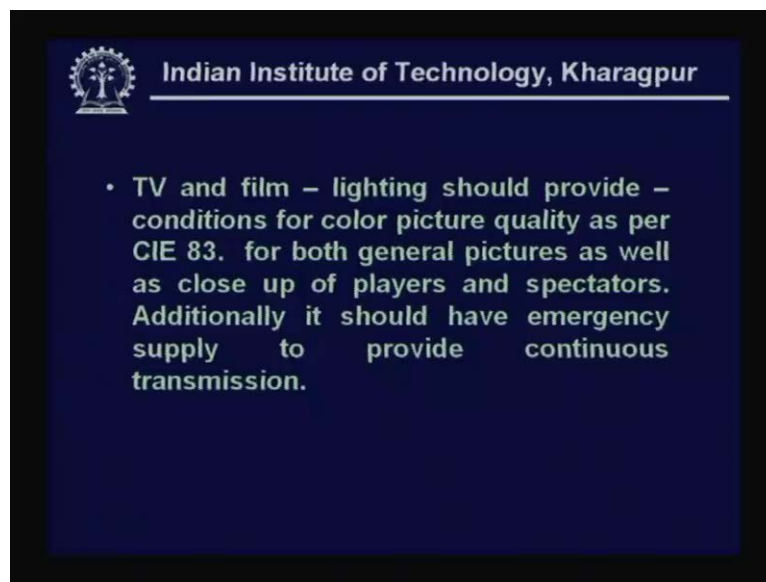 Indian Institute of Technology, Kharagpur
• TV and film – lighting should provide –
conditions for color picture quality as per
CIE 83. for both general pictures as well
as close up of players and spectators.
Additionally it should have emergency
supply to provide continuous
transmission.